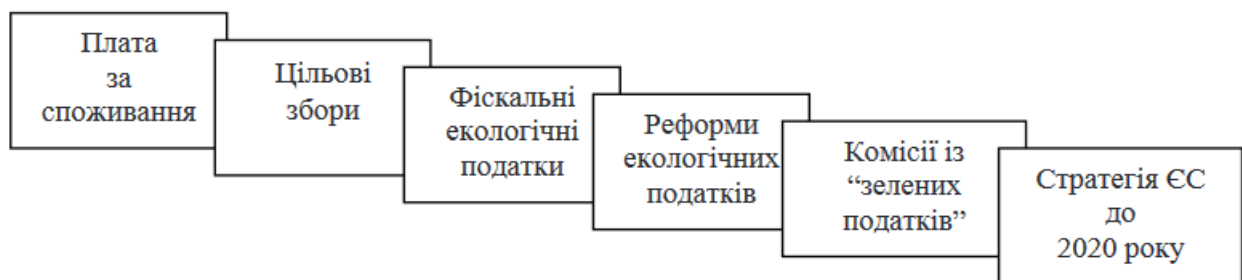 Плата
за
споживання
Цільові
збори
Фіскальні
екологічні
податки
Реформи
екологічних
податків
Комісії із
“зелених
податків”
Стратегія ЄС
до
2020 року